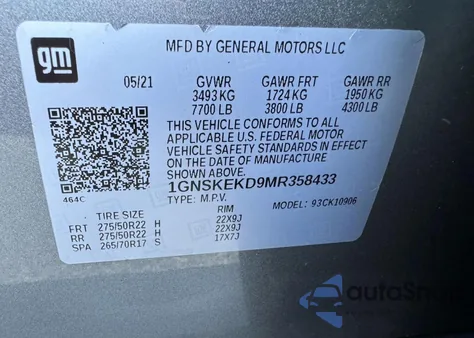 gm
MFD BY GENERAL MOTORS LLC
05/21 GVWR GAWR FRT GAWR RR
3493 KG 1724 KG 1950 KG
7700 LB 3800 LB 4300 LB
THIS VEHICLE CONFORMS TO ALL
APPLICABLE U.S. FEDERAL MOTOR
VEHICLE SAFETY STANDARDS IN EFFECT
ON THE DATE OF MANUFACTURE
SHOWN ABOVE.
464C
1GNSKEKD9MR358433
TYPE: M.P.V. MODEL: 93CK10906
TIRE SIZE RIM
FRT 275/50R22 H 22X9J
RR 275/50R22 H 22X9J
SPA 265/70R17 S 17X7J